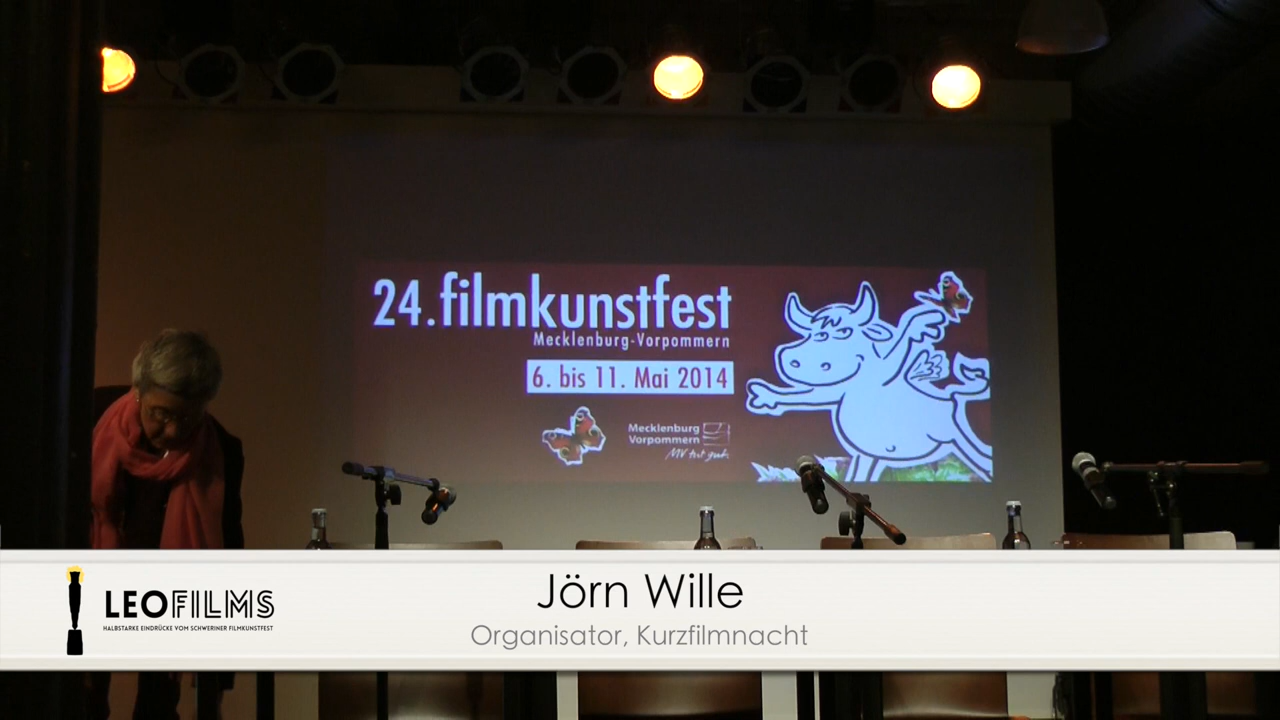 24.filmkunstfest
Mecklenburg-Vorpommern
6. bis 11. Mai 2014
Mecklenburg
Vorpommern
MV tut gut.
LEOFILMS
HALBSTARKE EINDRÜCKE VOM SCHWERINER FILMKUNSTFEST
Jörn Wille
Organisator, Kurzfilmnacht